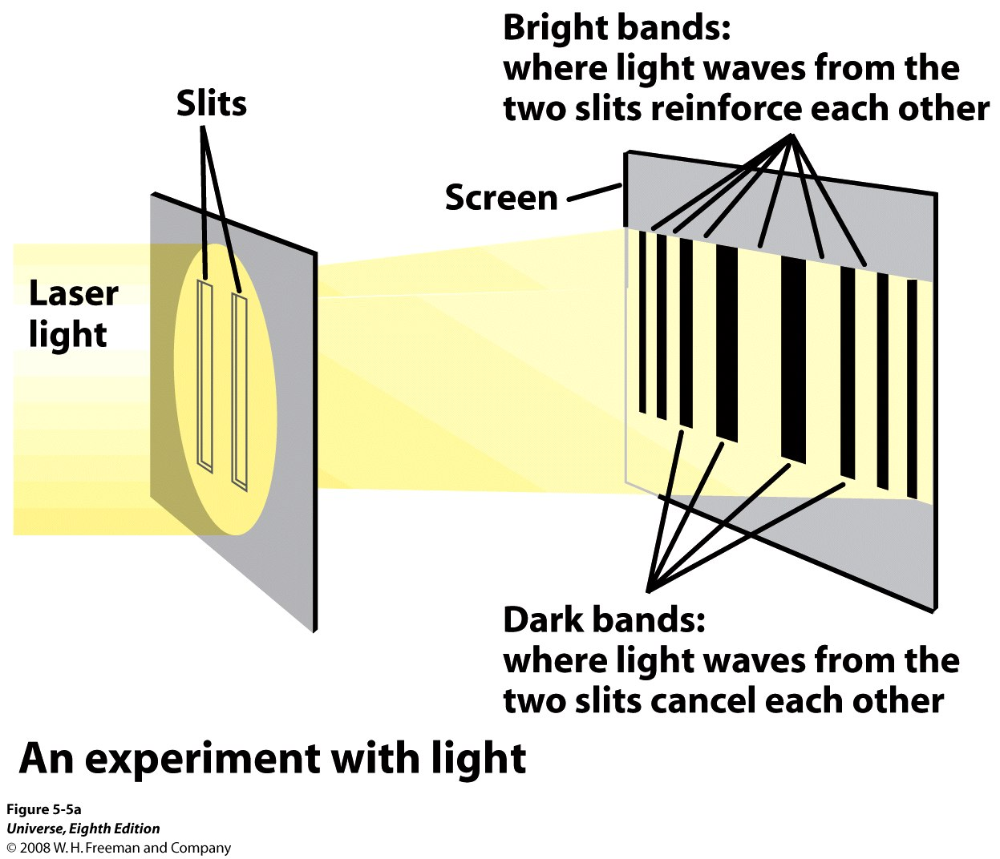 Bright bands:
where light waves from the
two slits reinforce each other
Slits
Screen
Laser
light
Dark bands:
where light waves from the
two slits cancel each other
An experiment with light
Figure 5-5a
Universe, Eighth Edition
© 2008 W. H. Freeman and Company